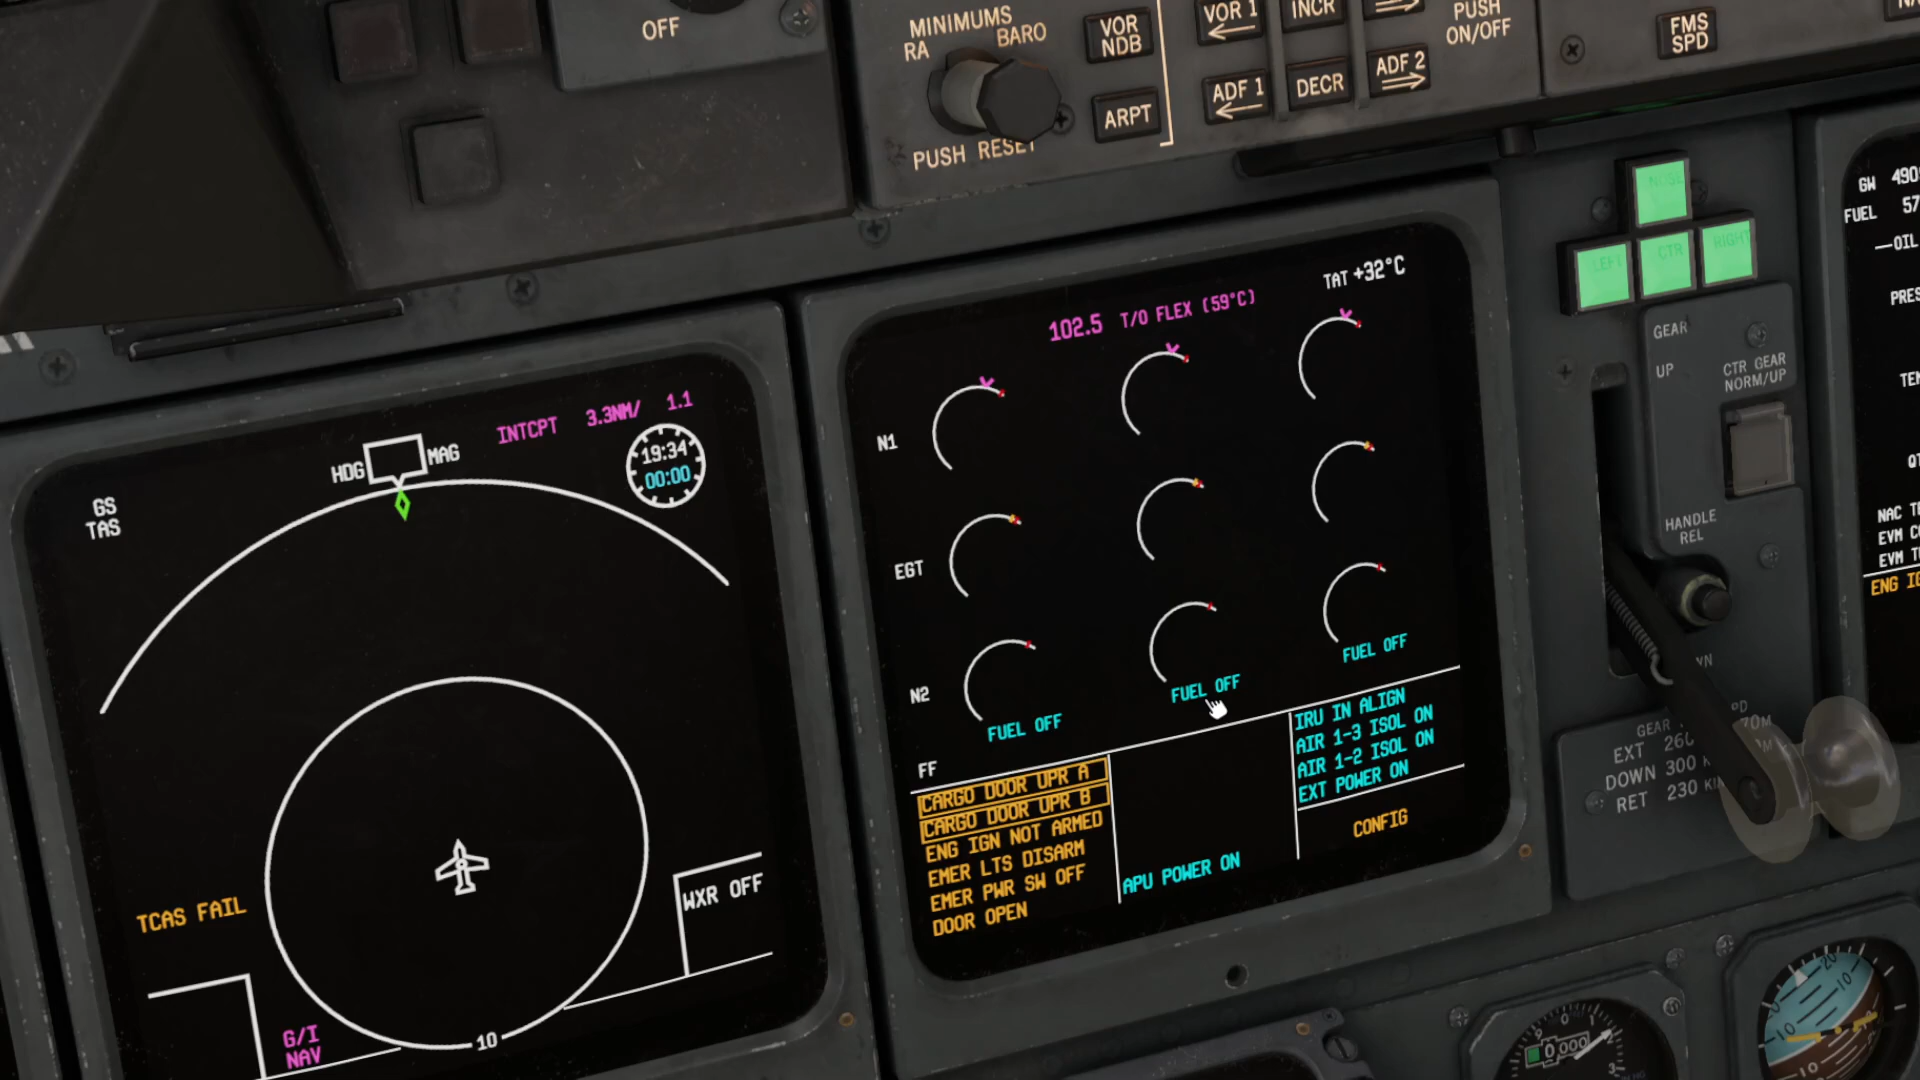 OFF
MINIMUMS
RA
BARO
PUSH RESET
VOR
NDB
ARPT
VOR 1
INCR
PUSH
ON/OFF
ADF 1
DECR
ADF 2
FMS
SPD
NOSE
LEFT
CTR
RIGHT
GEAR
UP
CTR GEAR
NORM/UP
HANDLE
REL
GEAR
EXT 260
DOWN 300 K
RET 230
70M
GS
TAS
HDG
MAG
INTCPT 3.3NM/ 1.1
19:34
00:00
TCAS FAIL
WXR OFF
G/I
NAV
10
102.5 T/O FLEX (59°C)
TAT +32°C
N1
EGT
N2
FUEL OFF
FUEL OFF
FUEL OFF
FF
CARGO DOOR UPR A
CARGO DOOR UPR B
ENG IGN NOT ARMED
EMER LTS DISARM
EMER PWR SW OFF
DOOR OPEN
APU POWER ON
IRU IN ALIGN
AIR 1-3 ISOL ON
AIR 1-2 ISOL ON
EXT POWER ON
CONFIG
GW 490
FUEL 57
OIL
PRES
NAC
EVM
EVM
ENG
0.000